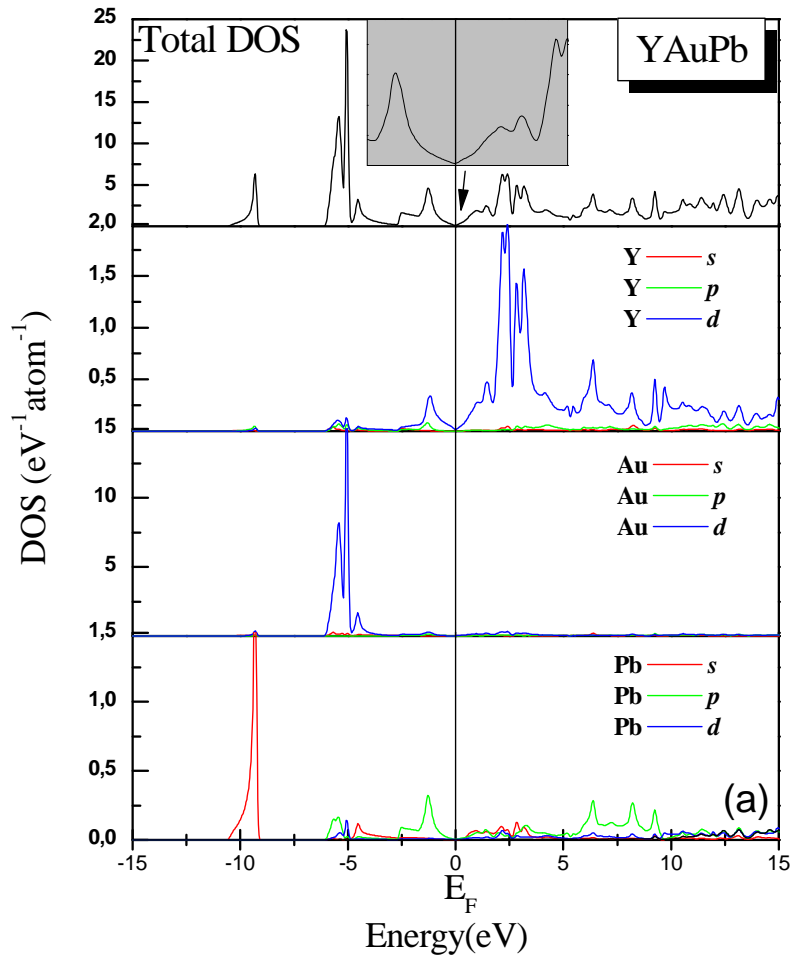 Total DOS
YAuPb
25
20
15
10
5
2,0
Y s
Y p
Y d
1,5
1,0
0,5
15
Au s
Au p
Au d
10
5
1,5
Pb s
Pb p
Pb d
1,0
0,5
0,0
(a)
-15 -10 -5 0 5 10 15
E_F
Energy(eV)
DOS (eV⁻¹atom⁻¹)